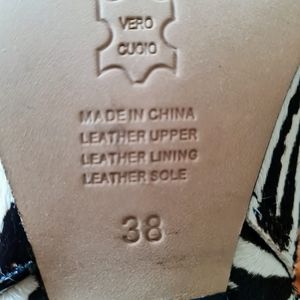 VERO
CUOIO
MADE IN CHINA
LEATHER UPPER
LEATHER LINING
LEATHER SOLE
38